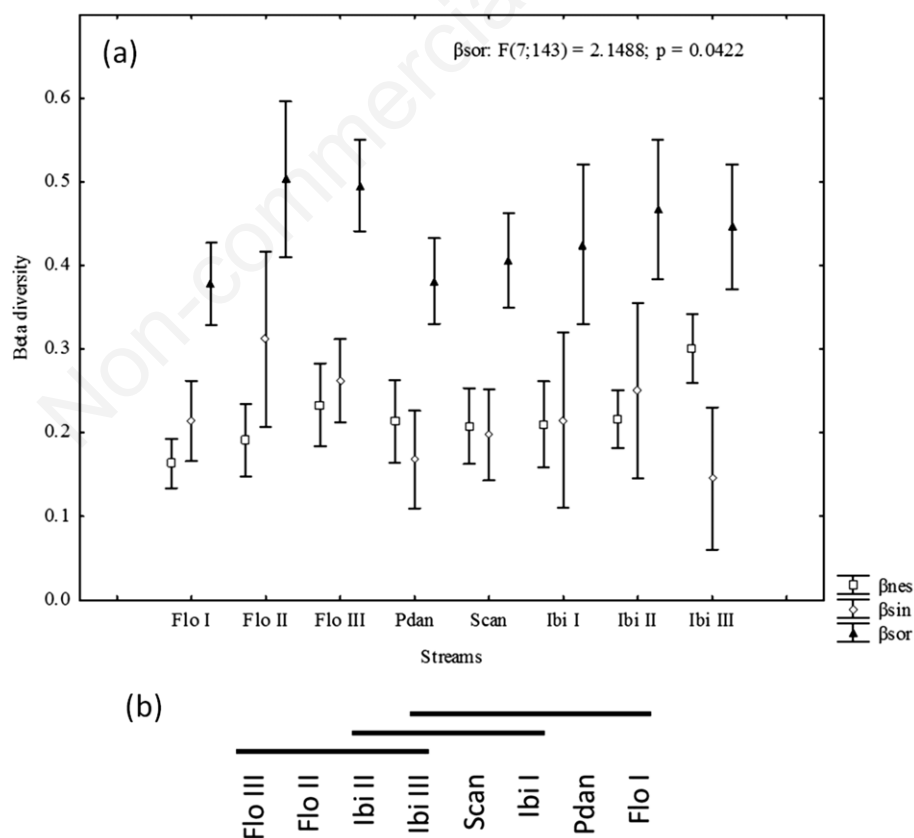 Non-commercial
(a)
βsor: F(7;143) = 2.1488; p = 0.0422
0.6
0.5
0.4
0.3
0.2
0.1
0.0
Beta diversity
Flo I Flo II Flo III Pdan Scan Ibi I Ibi II Ibi III
Streams
βnes
βsin
βsor
(b)
Flo III
Flo II
Ibi II
Ibi III
Scan
Ibi I
Pdan
Flo I